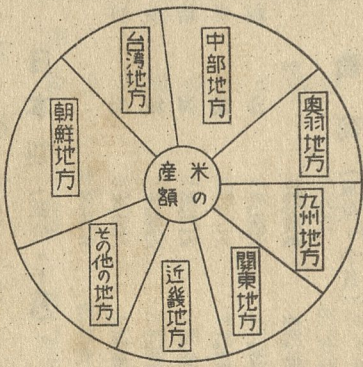 米の
産額
中部地方
奥羽地方
九州地方
關東地方
近畿地方
その他の地方
朝鮮地方
台湾地方